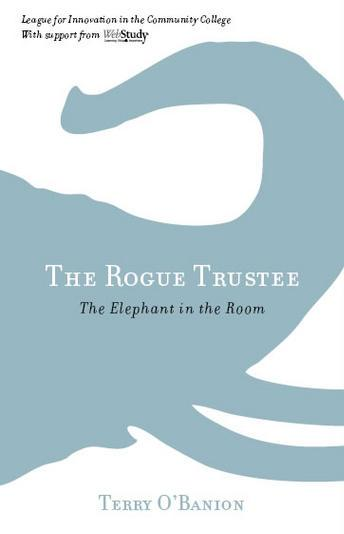 League for Innovation in the Community College
With support from WebStudy
The Rogue Trustee
The Elephant in the Room
Terry O'Banion